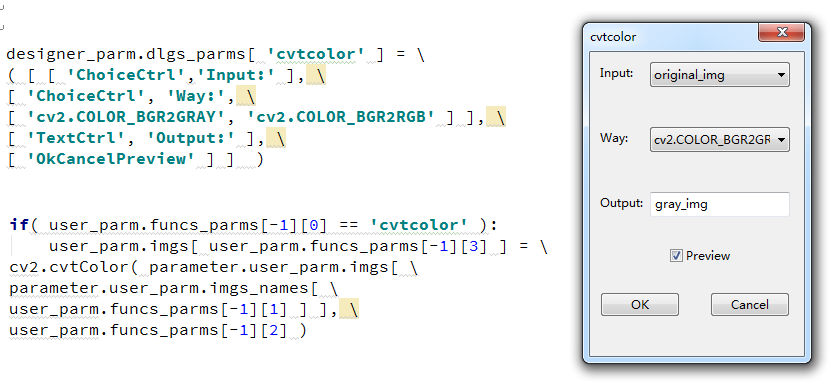 designer_parm.dlgs_parms[ 'cvtcolor' ] = \
( [ [ 'ChoiceCtrl','Input:' ], \
[ 'ChoiceCtrl', 'Way:', \
[ 'cv2.COLOR_BGR2GRAY', 'cv2.COLOR_BGR2RGB' ] ], \
[ 'TextCtrl', 'Output:' ], \
[ 'OkCancelPreview' ] ]  )
if( user_parm.funcs_parms[-1][0] == 'cvtcolor' ):
    user_parm.imgs[ user_parm.funcs_parms[-1][3] ] = \
cv2.cvtColor( parameter.user_parm.imgs[ \
parameter.user_parm.imgs_names[ \
user_parm.funcs_parms[-1][1] ] ], \
user_parm.funcs_parms[-1][2] )
cvtcolor
Input: original_img
Way: cv2.COLOR_BGR2GR
Output: gray_img
Preview
OK Cancel